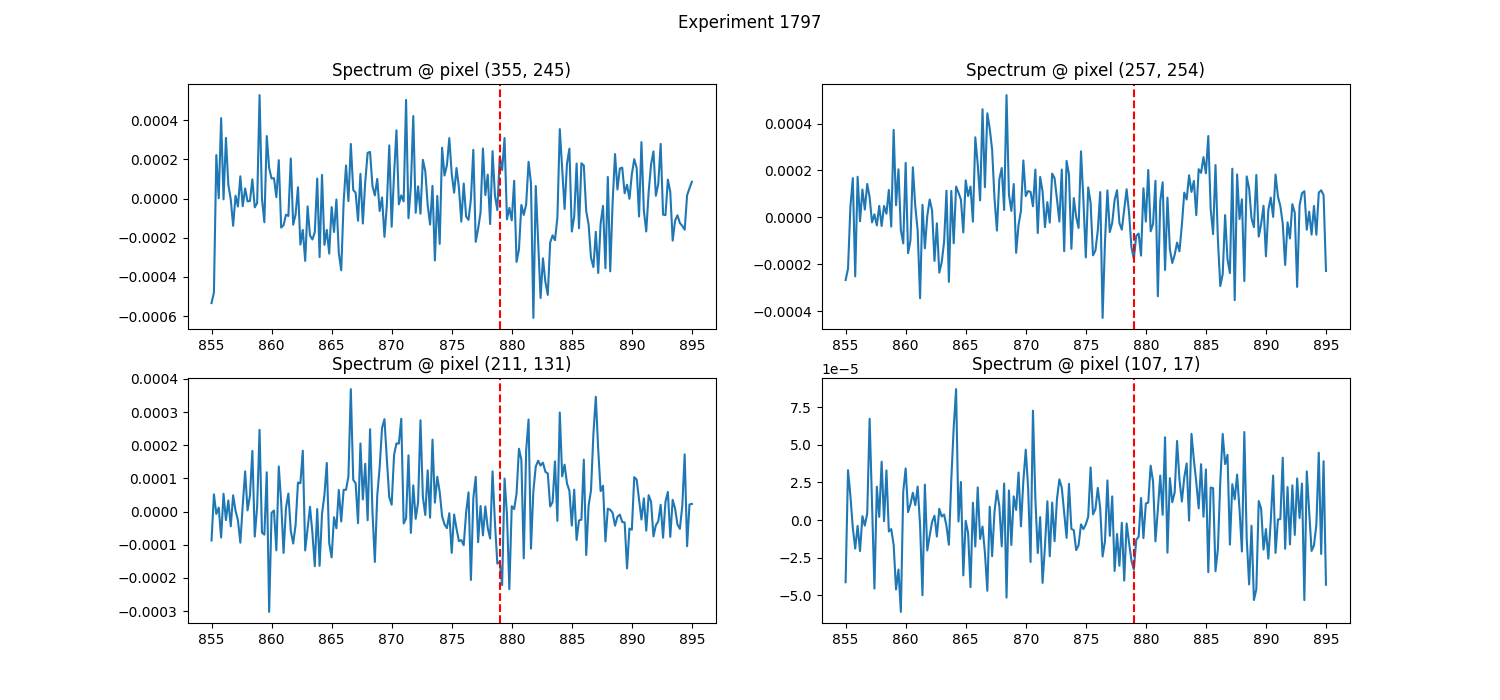 Experiment 1797
Spectrum @ pixel (355, 245)
0.0004
0.0002
0.0000
−0.0002
−0.0004
−0.0006
855 860 865 870 875 880 885 890 895
Spectrum @ pixel (257, 254)
0.0004
0.0002
0.0000
−0.0002
−0.0004
855 860 865 870 875 880 885 890 895
Spectrum @ pixel (211, 131)
0.0004
0.0003
0.0002
0.0001
0.0000
−0.0001
−0.0002
−0.0003
855 860 865 870 875 880 885 890 895
Spectrum @ pixel (107, 17)
1e−5
7.5
5.0
2.5
0.0
−2.5
−5.0
855 860 865 870 875 880 885 890 895